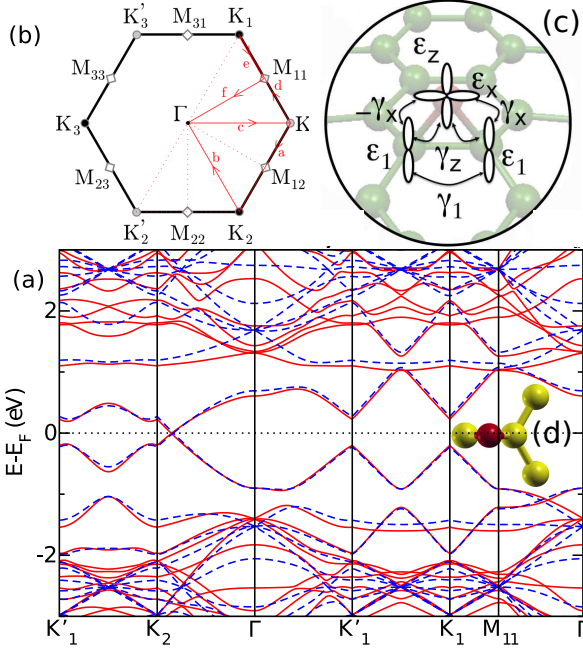 (b)
K′3 M31 K1
M33 M11
e
f
d
K3 Γ K
c
a
b
M23 M12
K′2 M22 K2
(c)
εz
εx
-γx γx
ε1 γz ε1
γ1
(a)
E-EF (eV)
2
0
-2
(d)
K′1 K2 Γ K′1 K1 M11 Γ